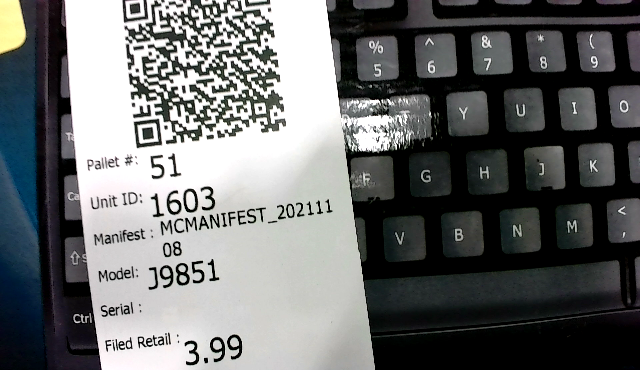 Pallet #: 51
Unit ID: 1603
Manifest : MCMANIFEST_202111
08
Model: J9851
Serial :
Filed Retail : 3.99
% ^ & * (
5 6 7 8 9
Y U I O
F G H J K
V B N M <
,
Ctrl